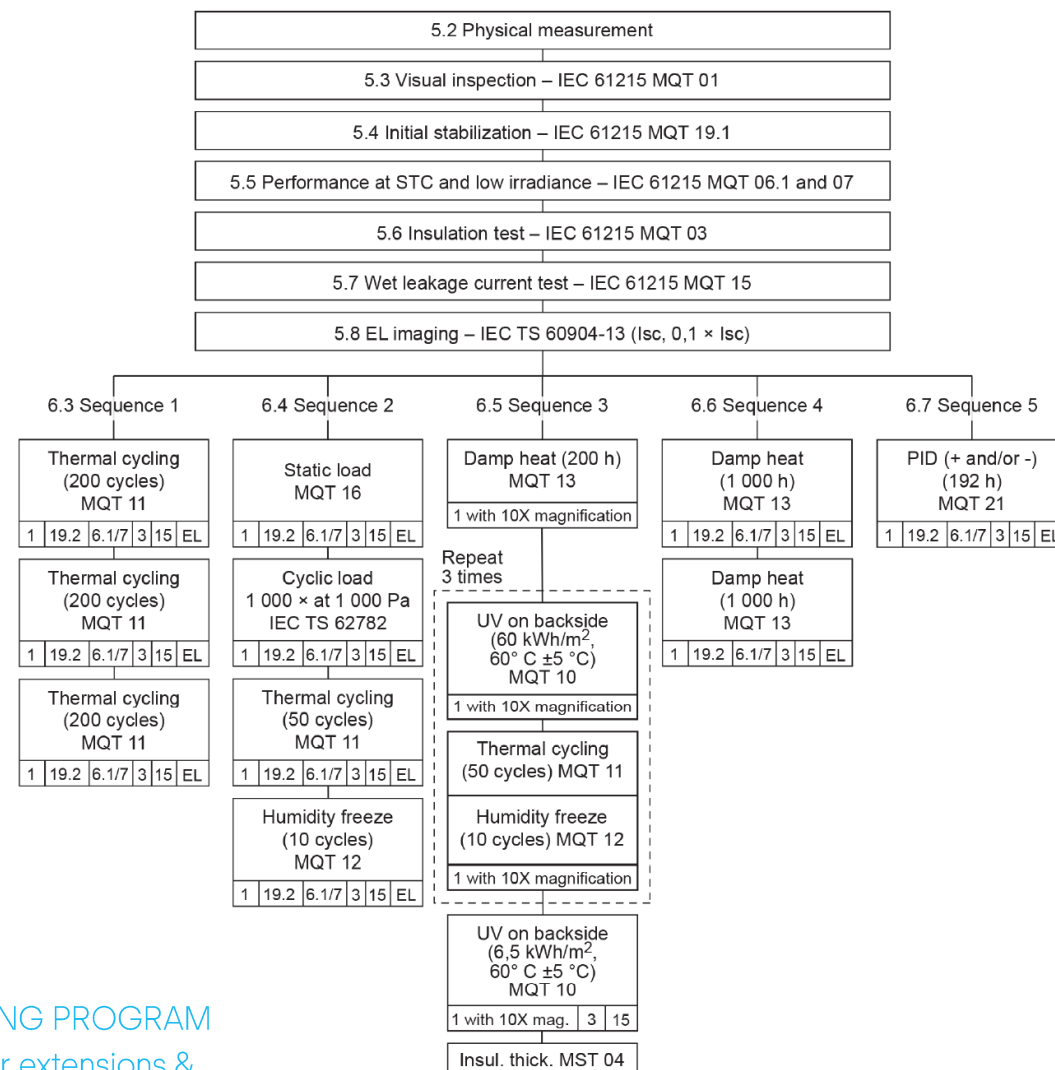 5.2 Physical measurement
5.3 Visual inspection – IEC 61215 MQT 01
5.4 Initial stabilization – IEC 61215 MQT 19.1
5.5 Performance at STC and low irradiance – IEC 61215 MQT 06.1 and 07
5.6 Insulation test – IEC 61215 MQT 03
5.7 Wet leakage current test – IEC 61215 MQT 15
5.8 EL imaging – IEC TS 60904-13 (Isc, 0,1 × Isc)
6.3 Sequence 1
Thermal cycling
(200 cycles)
MQT 11
1 19.2 6.1/7 3 15 EL
Thermal cycling
(200 cycles)
MQT 11
1 19.2 6.1/7 3 15 EL
Thermal cycling
(200 cycles)
MQT 11
1 19.2 6.1/7 3 15 EL
6.4 Sequence 2
Static load
MQT 16
1 19.2 6.1/7 3 15 EL
Cyclic load
1 000 × at 1 000 Pa
IEC TS 62782
1 19.2 6.1/7 3 15 EL
Thermal cycling
(50 cycles)
MQT 11
1 19.2 6.1/7 3 15 EL
Humidity freeze
(10 cycles)
MQT 12
1 19.2 6.1/7 3 15 EL
6.5 Sequence 3
Damp heat (200 h)
MQT 13
1 with 10X magnification
Repeat
3 times
UV on backside
(60 kWh/m²,
60° C ±5 °C)
MQT 10
1 with 10X magnification
Thermal cycling
(50 cycles) MQT 11
Humidity freeze
(10 cycles) MQT 12
1 with 10X magnification
UV on backside
(6,5 kWh/m²,
60° C ±5 °C)
MQT 10
1 with 10X mag. 3 15
Insul. thick. MST 04
6.6 Sequence 4
Damp heat
(1 000 h)
MQT 13
1 19.2 6.1/7 3 15 EL
Damp heat
(1 000 h)
MQT 13
1 19.2 6.1/7 3 15 EL
6.7 Sequence 5
PID (+ and/or -)
(192 h)
MQT 21
1 19.2 6.1/7 3 15 EL
NG PROGRAM
r extensions &